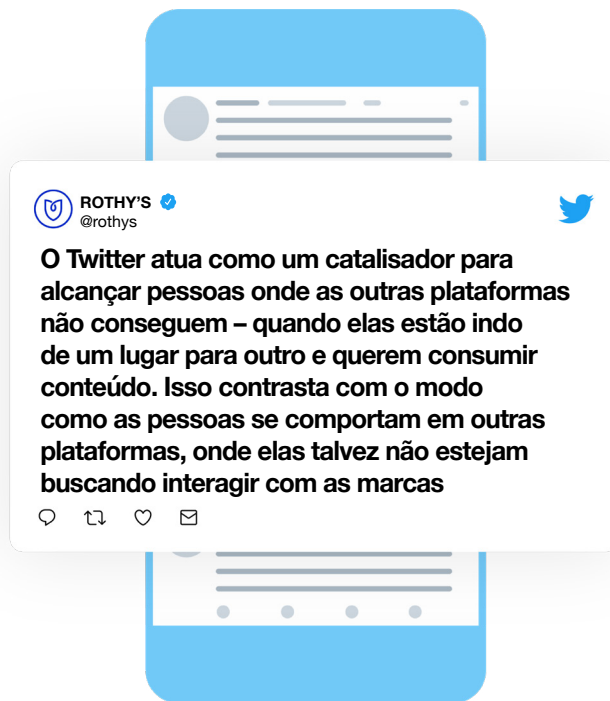 ROTHY’S
@rothys
O Twitter atua como um catalisador para
alcançar pessoas onde as outras plataformas
não conseguem – quando elas estão indo
de um lugar para outro e querem consumir
conteúdo. Isso contrasta com o modo
como as pessoas se comportam em outras
plataformas, onde elas talvez não estejam
buscando interagir com as marcas